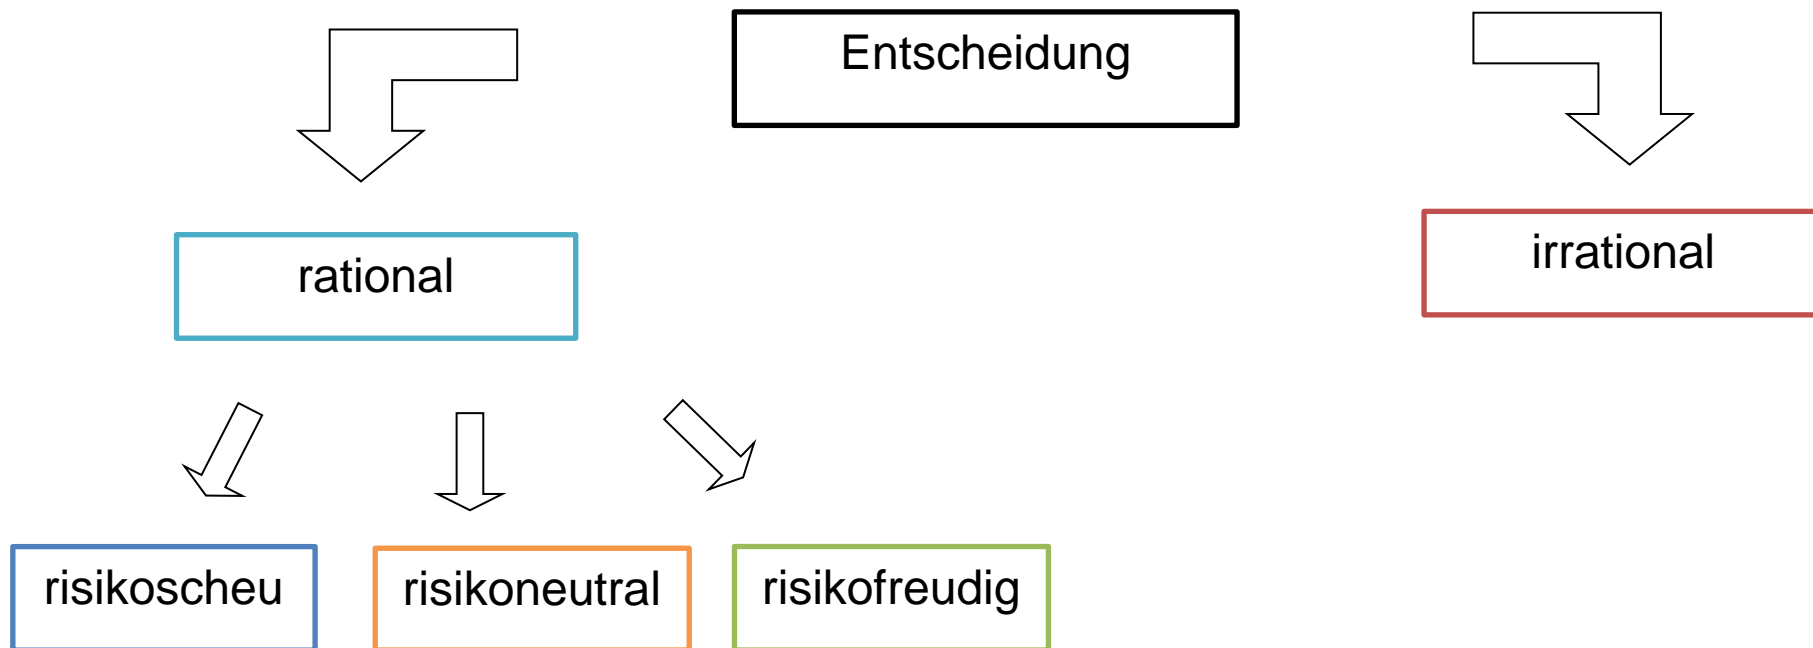 Entscheidung
rational
irrational
risikoscheu
risikoneutral
risikofreudig